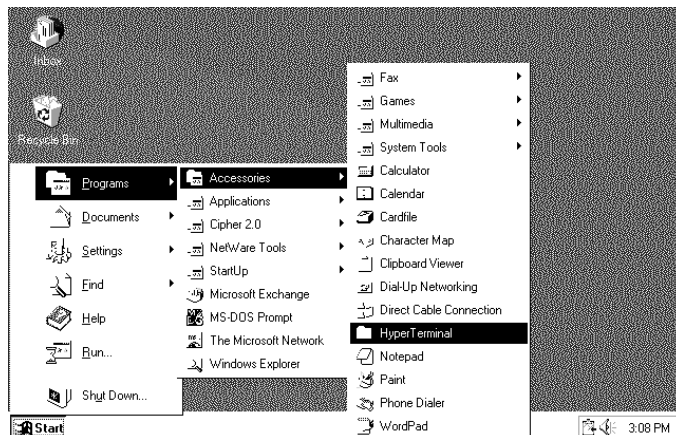 Inbox
Recycle Bin
Programs
Documents
Settings
Find
Help
Run...
Shut Down...
Accessories
Applications
Cipher 2.0
NetWare Tools
StartUp
Microsoft Exchange
MS-DOS Prompt
The Microsoft Network
Windows Explorer
Fax
Games
Multimedia
System Tools
Calculator
Calendar
Cardfile
Character Map
Clipboard Viewer
Dial-Up Networking
Direct Cable Connection
HyperTerminal
Notepad
Paint
Phone Dialer
WordPad
Start
3:08 PM